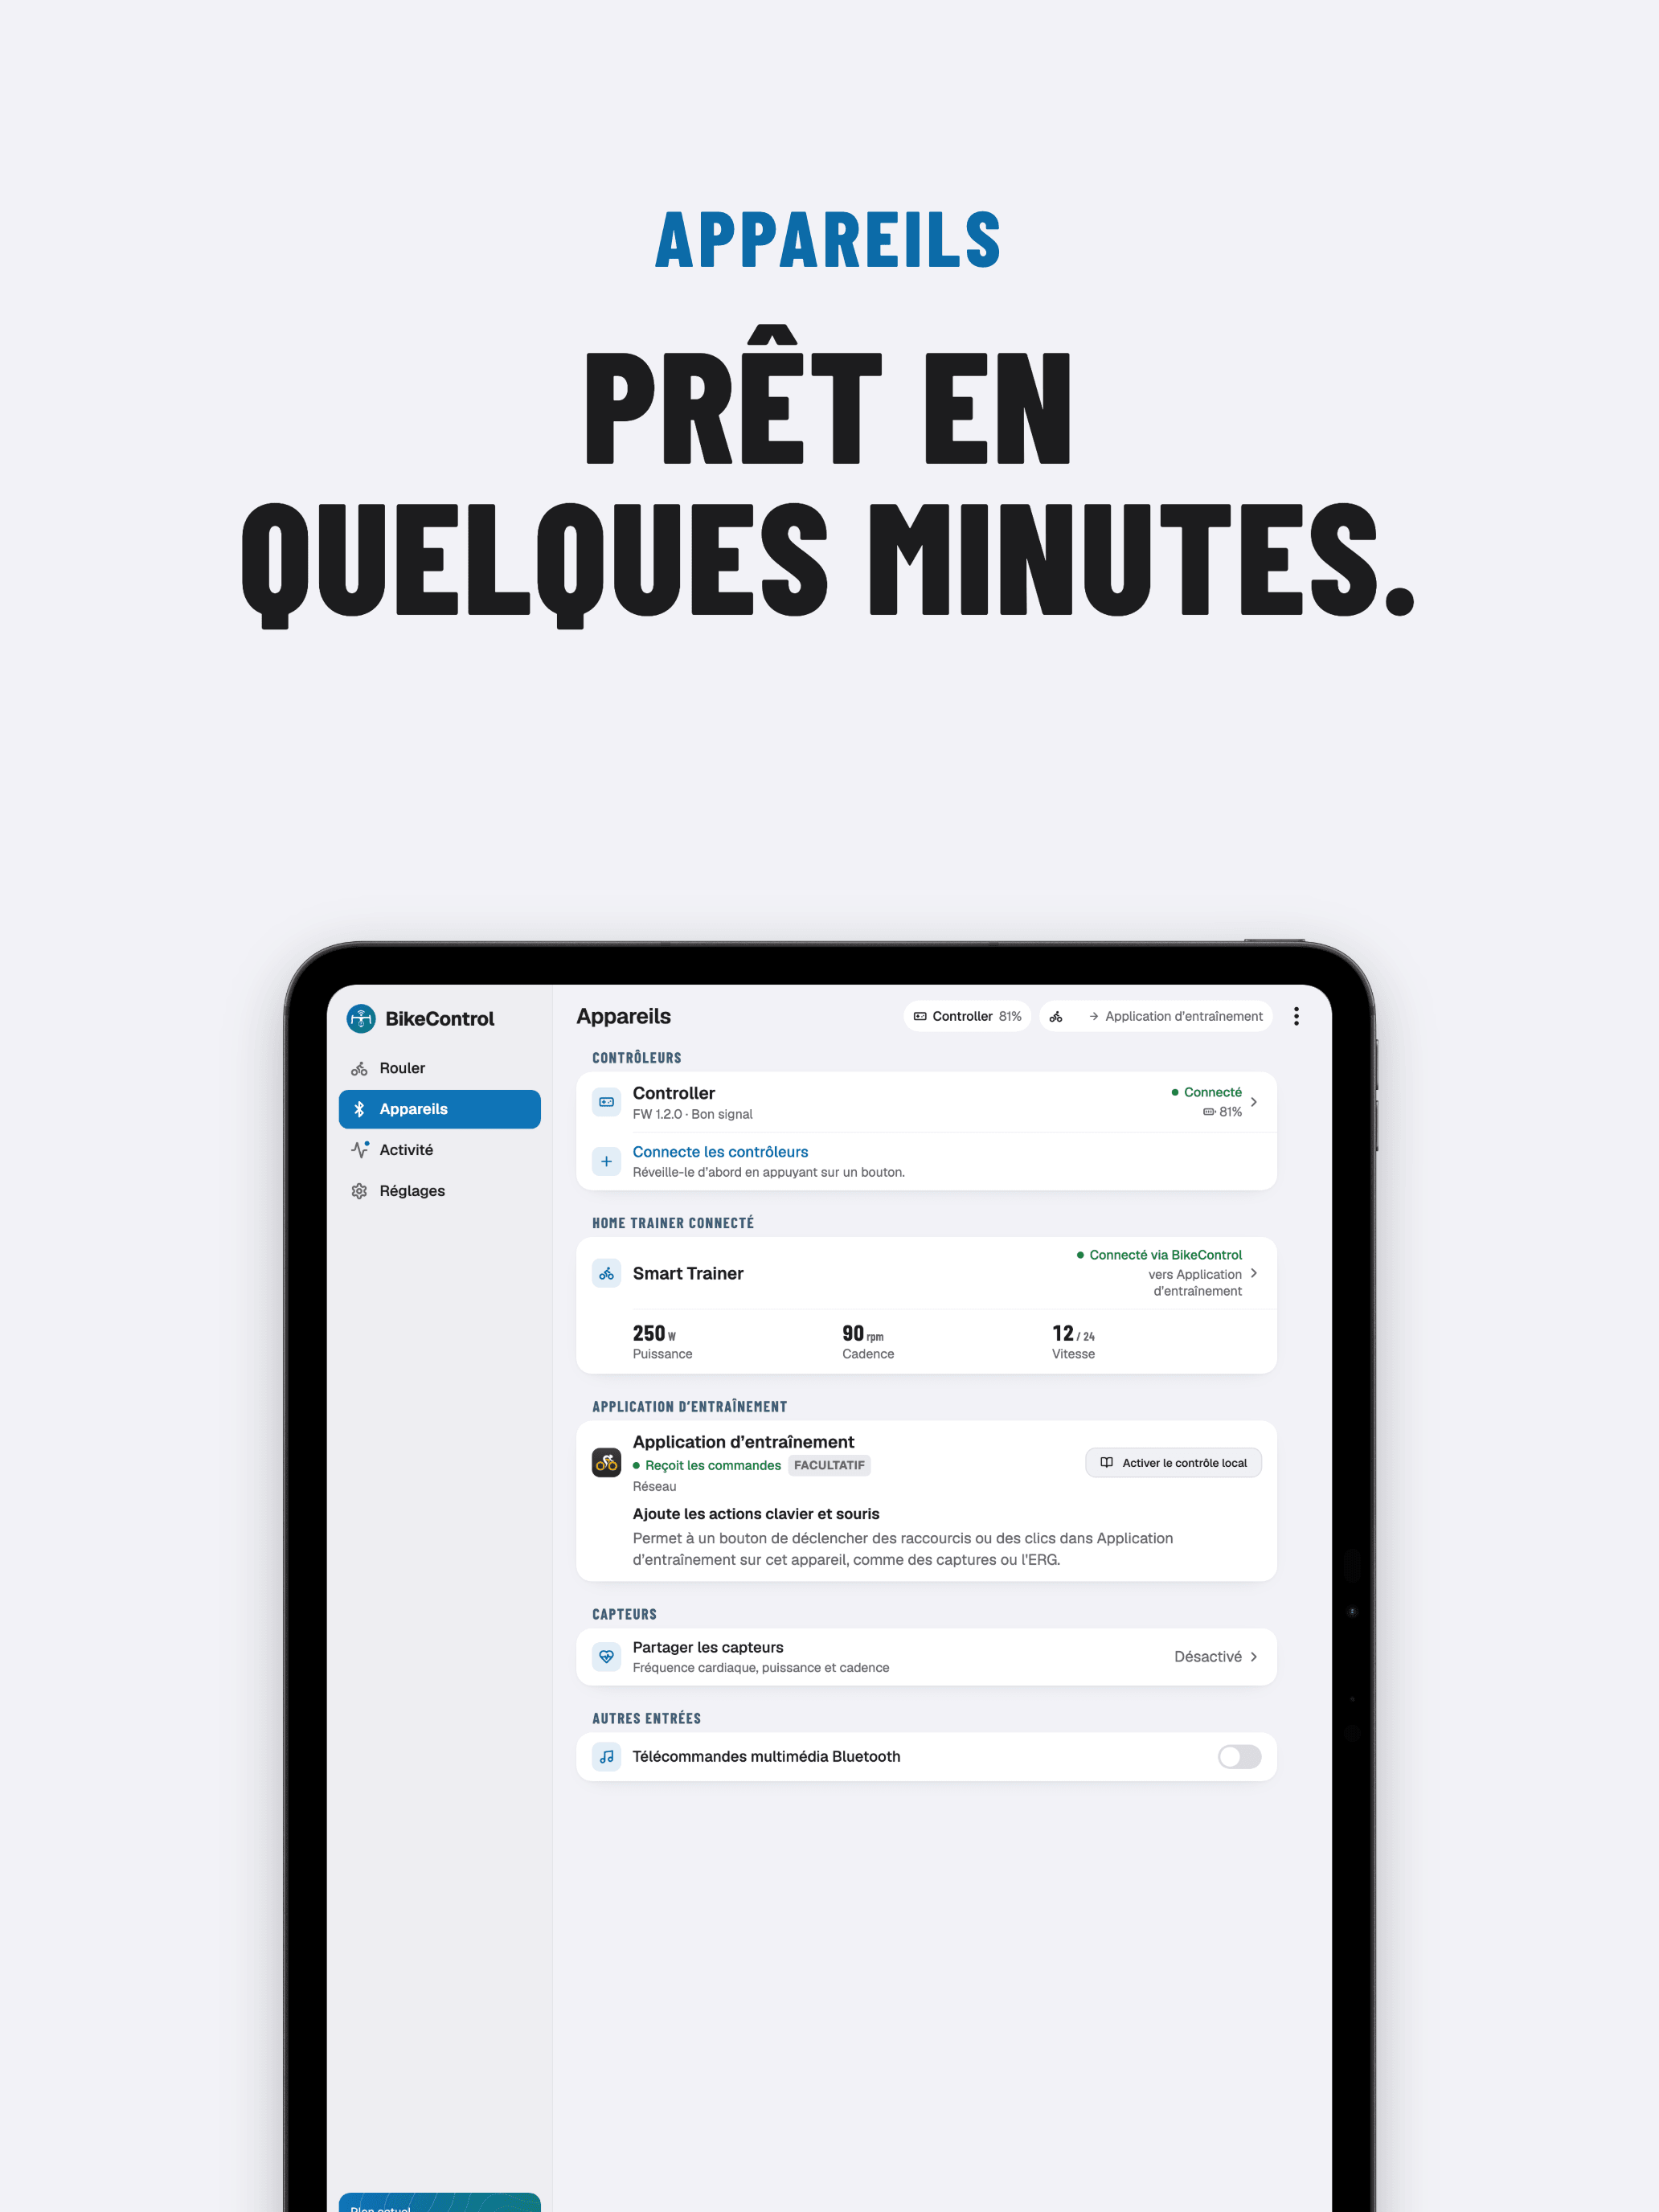 APPAREILS
PRÊT EN
QUELQUES MINUTES.
BikeControl
Rouler
Appareils
Activité
Réglages
Appareils
Controller 81%
→ Application d'entraînement
CONTRÔLEURS
Controller
FW 1.2.0 · Bon signal
Connecté
81%
Connecte les contrôleurs
Réveille-le d'abord en appuyant sur un bouton.
HOME TRAINER CONNECTÉ
Smart Trainer
Connecté via BikeControl
vers Application
d'entraînement
250 W
Puissance
90 rpm
Cadence
12 / 24
Vitesse
APPLICATION D'ENTRAÎNEMENT
Application d'entraînement
Reçoit les commandes FACULTATIF
Réseau
Activer le contrôle local
Ajoute les actions clavier et souris
Permet à un bouton de déclencher des raccourcis ou des clics dans Application
d'entraînement sur cet appareil, comme des captures ou l'ERG.
CAPTEURS
Partager les capteurs
Fréquence cardiaque, puissance et cadence
Désactivé
AUTRES ENTRÉES
Télécommandes multimédia Bluetooth